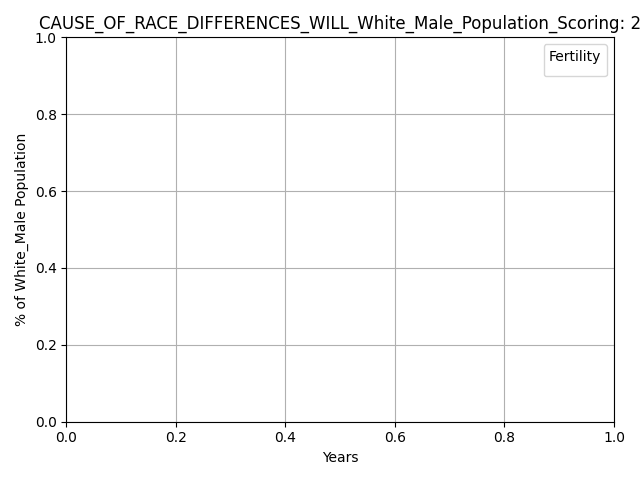 CAUSE_OF_RACE_DIFFERENCES_WILL_White_Male_Population_Scoring: 2
1.0
Fertility
0.8
0.6
0.4
0.2
0.0
% of White_Male Population
0.0 0.2 0.4 0.6 0.8 1.0
Years